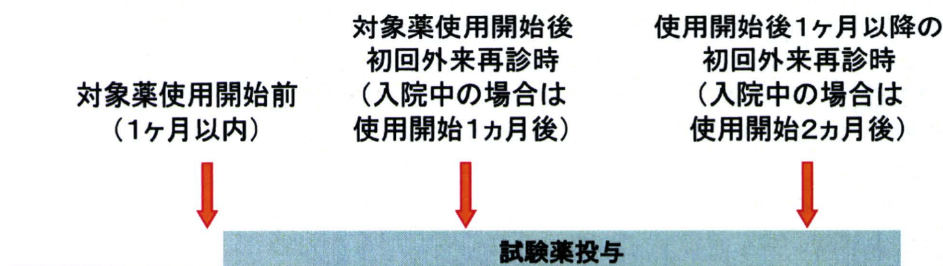 対象薬使用開始前
（1ヶ月以内）
対象薬使用開始後
初回外来再診時
（入院中の場合は
使用開始1ヵ月後）
使用開始後1ヶ月以降の
初回外来再診時
（入院中の場合は
使用開始2ヵ月後）
試験薬投与